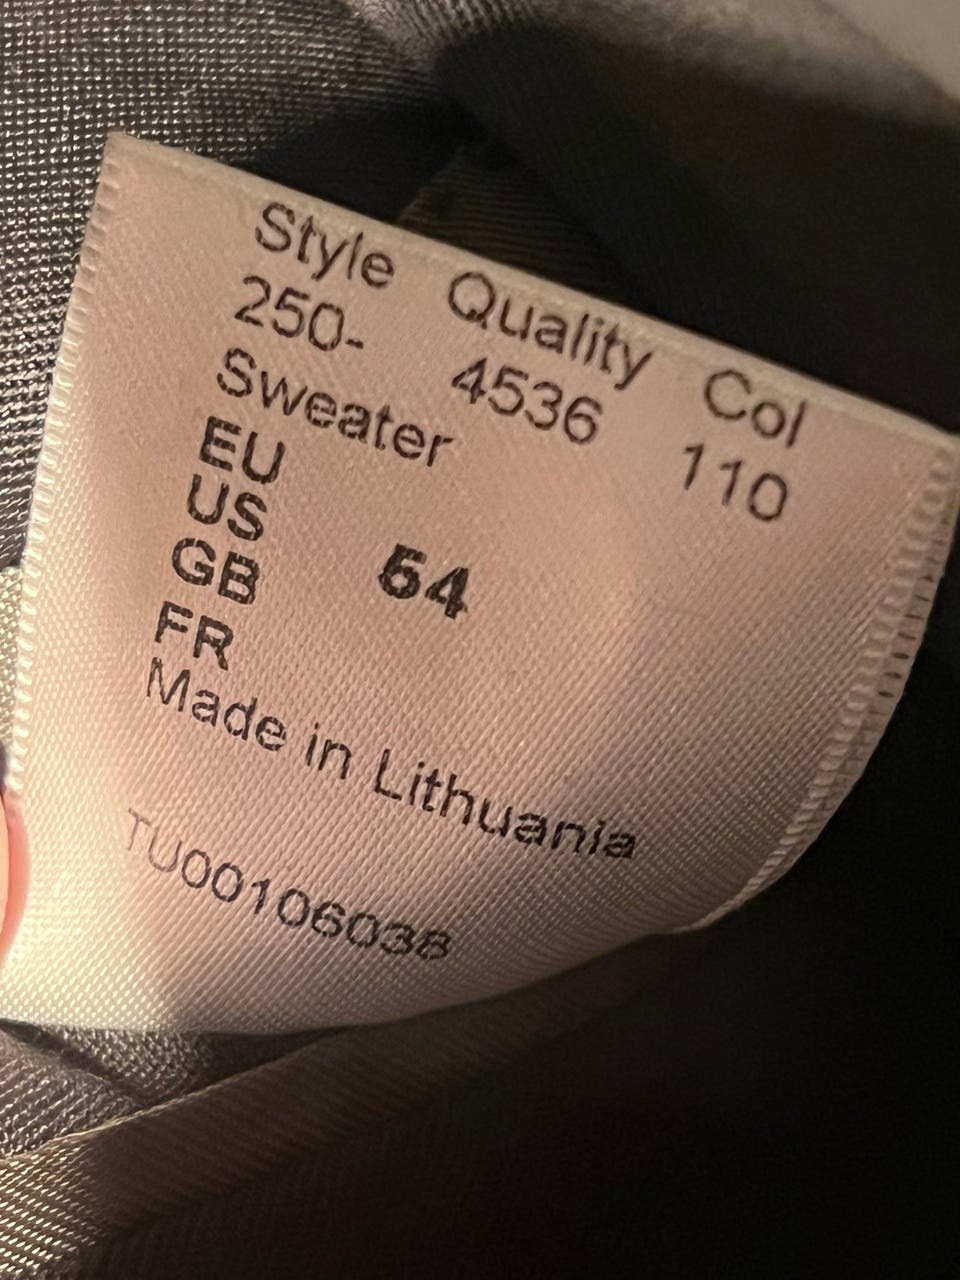 Style Quality Col
250- 4536 110
Sweater
EU
US 54
GB
FR
Made in Lithuania
TU00106038